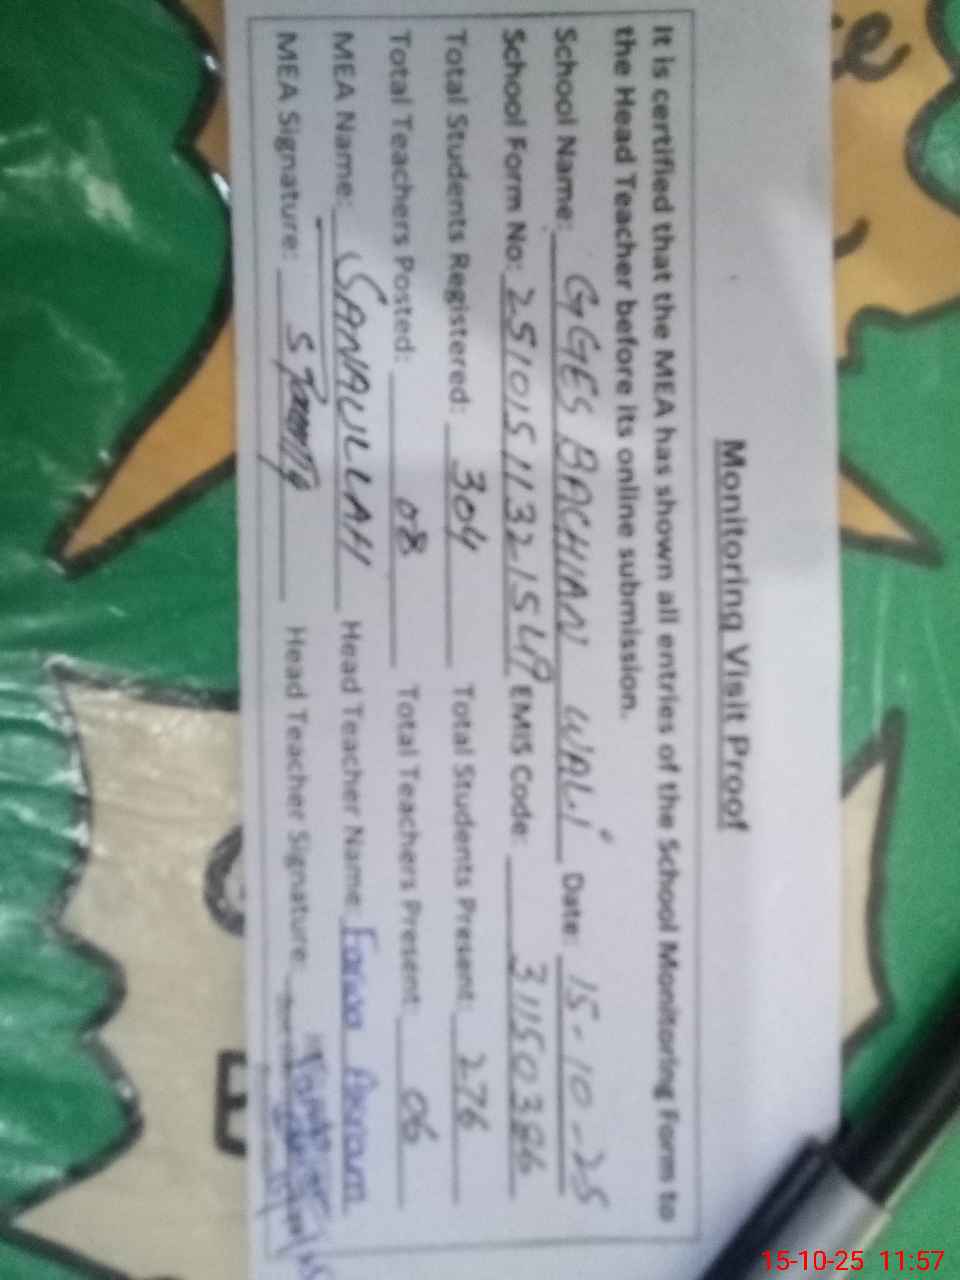 Monitoring Visit Proof
It is certified that the MEA has shown all entries of the School Monitoring Form to
the Head Teacher before its online submission.
School Name: GGES BACHIAN WALI Date: 15-10-25
School Form No: 251015113215LA EMIS Code: 31150386
Total Students Registered: 304 Total Students Present: 276
Total Teachers Posted: 08 Total Teachers Present: 06
MEA Name: SANAULLAH Head Teacher Name: Fariha Akram
MEA Signature: Head Teacher Signature:
15-10-25 11:57